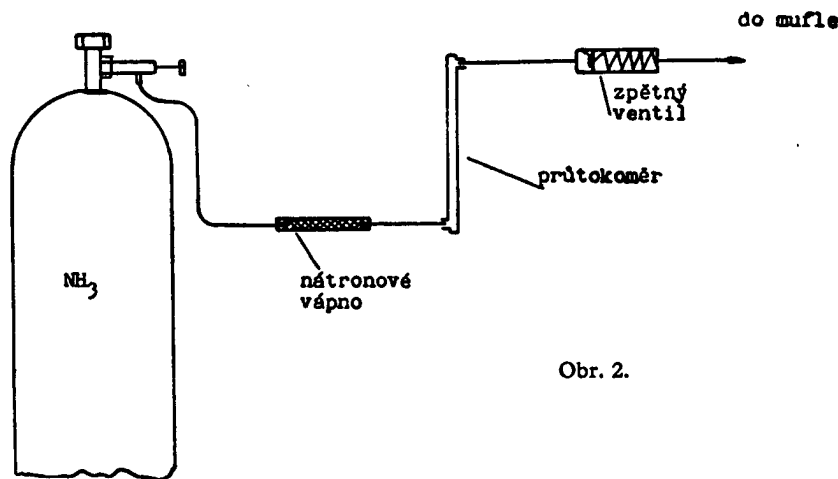 do mufle
zpětný
ventil
průtokoměr
nátronové
vápno
NH₃
Obr. 2.